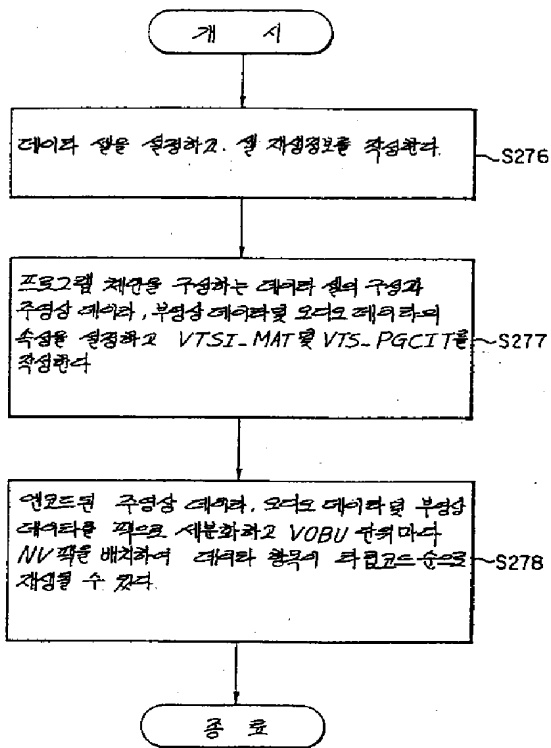 개 시
데이타 셀을 설정하고, 셀 재생정보를 작성한다.
S276
프로그램 체인을 구성하는 데이타 셀의 구성과
주영상 데이타, 부영상 데이타 및 오디오 데이타의
속성을 설정하고 VTSI_MAT 및 VTS_PGCIT를
작성한다
S277
엔코드된 주영상 데이타, 오디오 데이타 및 부영상
데이타를 팩으로 세분화하고 VOBU 단위마다
NV 팩을 배치하여 데이타 항목이 타임코드 순으로
재생될 수 있다.
S278
종 료